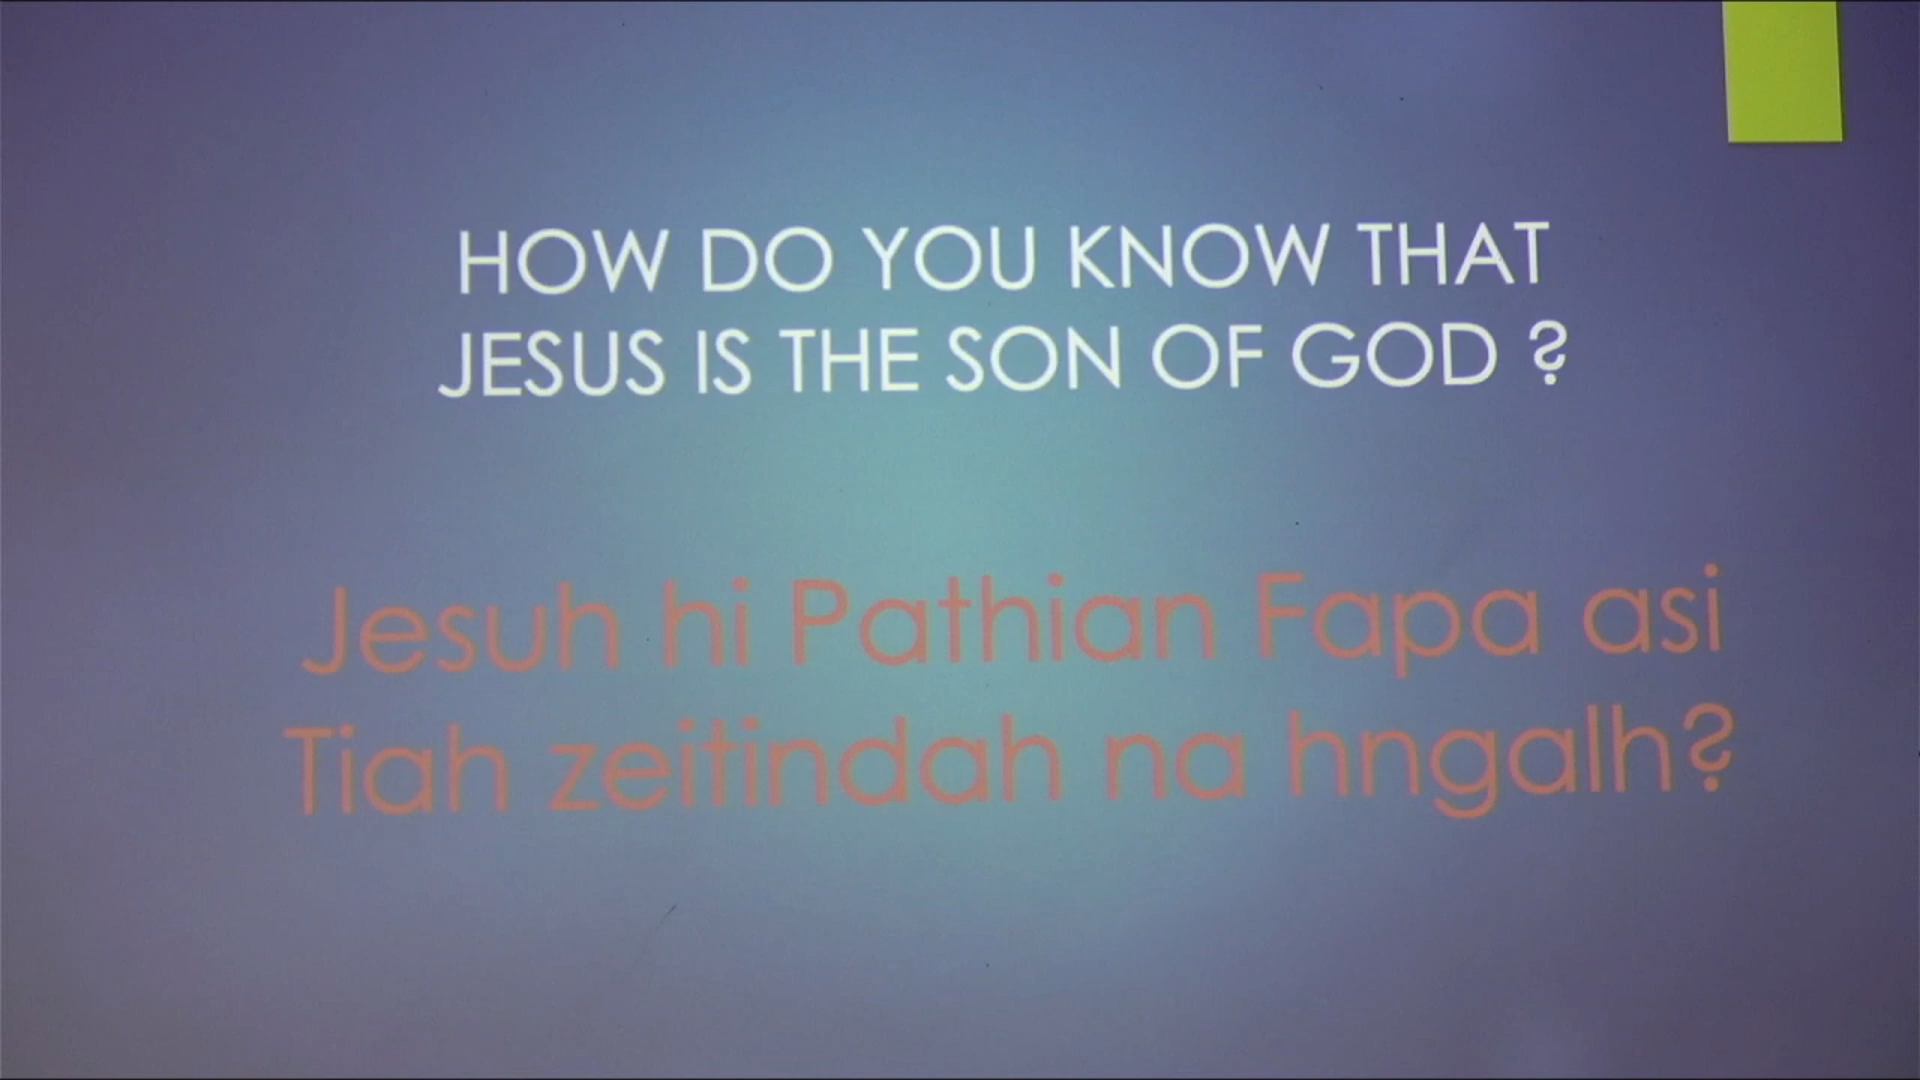 HOW DO YOU KNOW THAT
JESUS IS THE SON OF GOD ?
Jesuh hi Pathian Fapa asi
Tiah zeitindah na hngalh?